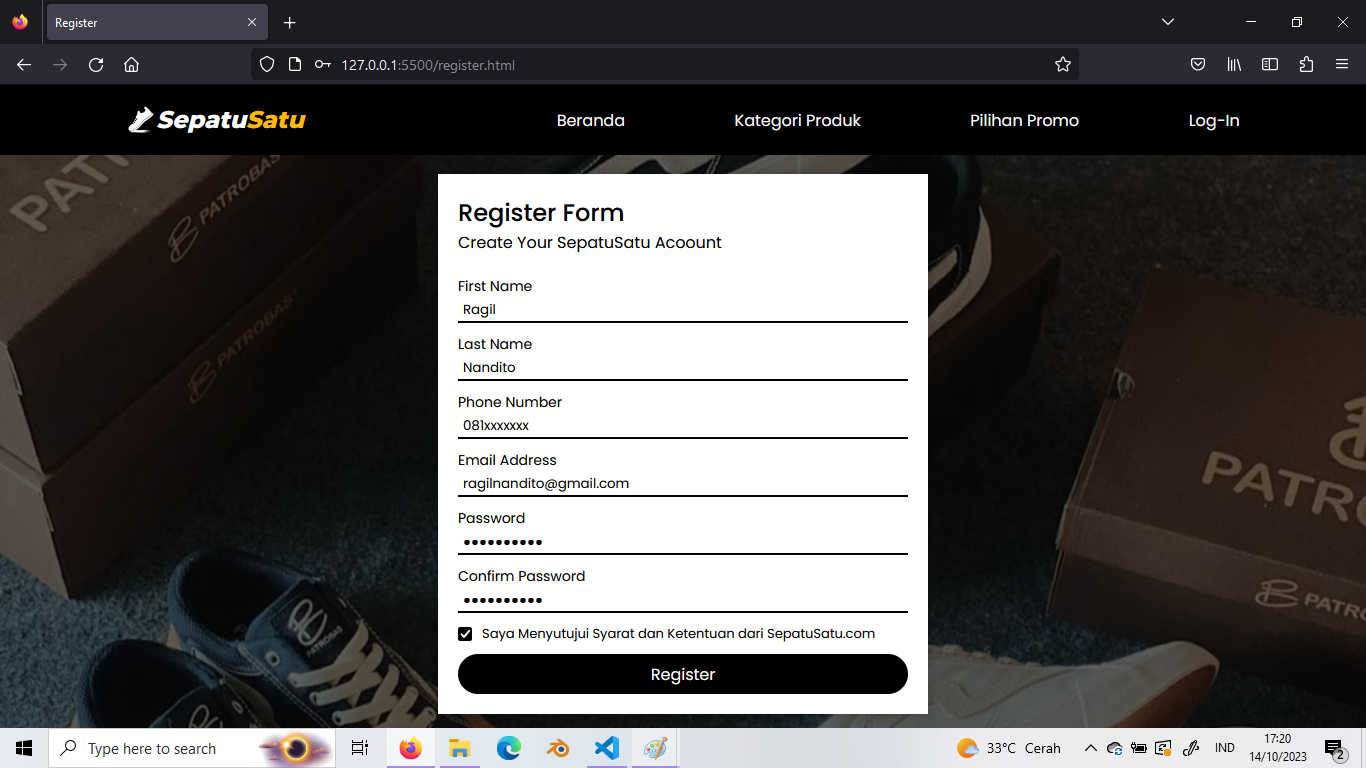 Register
127.0.0.1:5500/register.html
SepatuSatu
Beranda
Kategori Produk
Pilihan Promo
Log-In
PATROBAS
PATROBAS
PATROBAS
PATRO
PATROBAS
Register Form
Create Your SepatuSatu Acoount
First Name
Ragil
Last Name
Nandito
Phone Number
081xxxxxxx
Email Address
ragilnandito@gmail.com
Password
••••••••••
Confirm Password
••••••••••
Saya Menyutujui Syarat dan Ketentuan dari SepatuSatu.com
Register
Type here to search
33°C Cerah
IND
17:20
14/10/2023
2